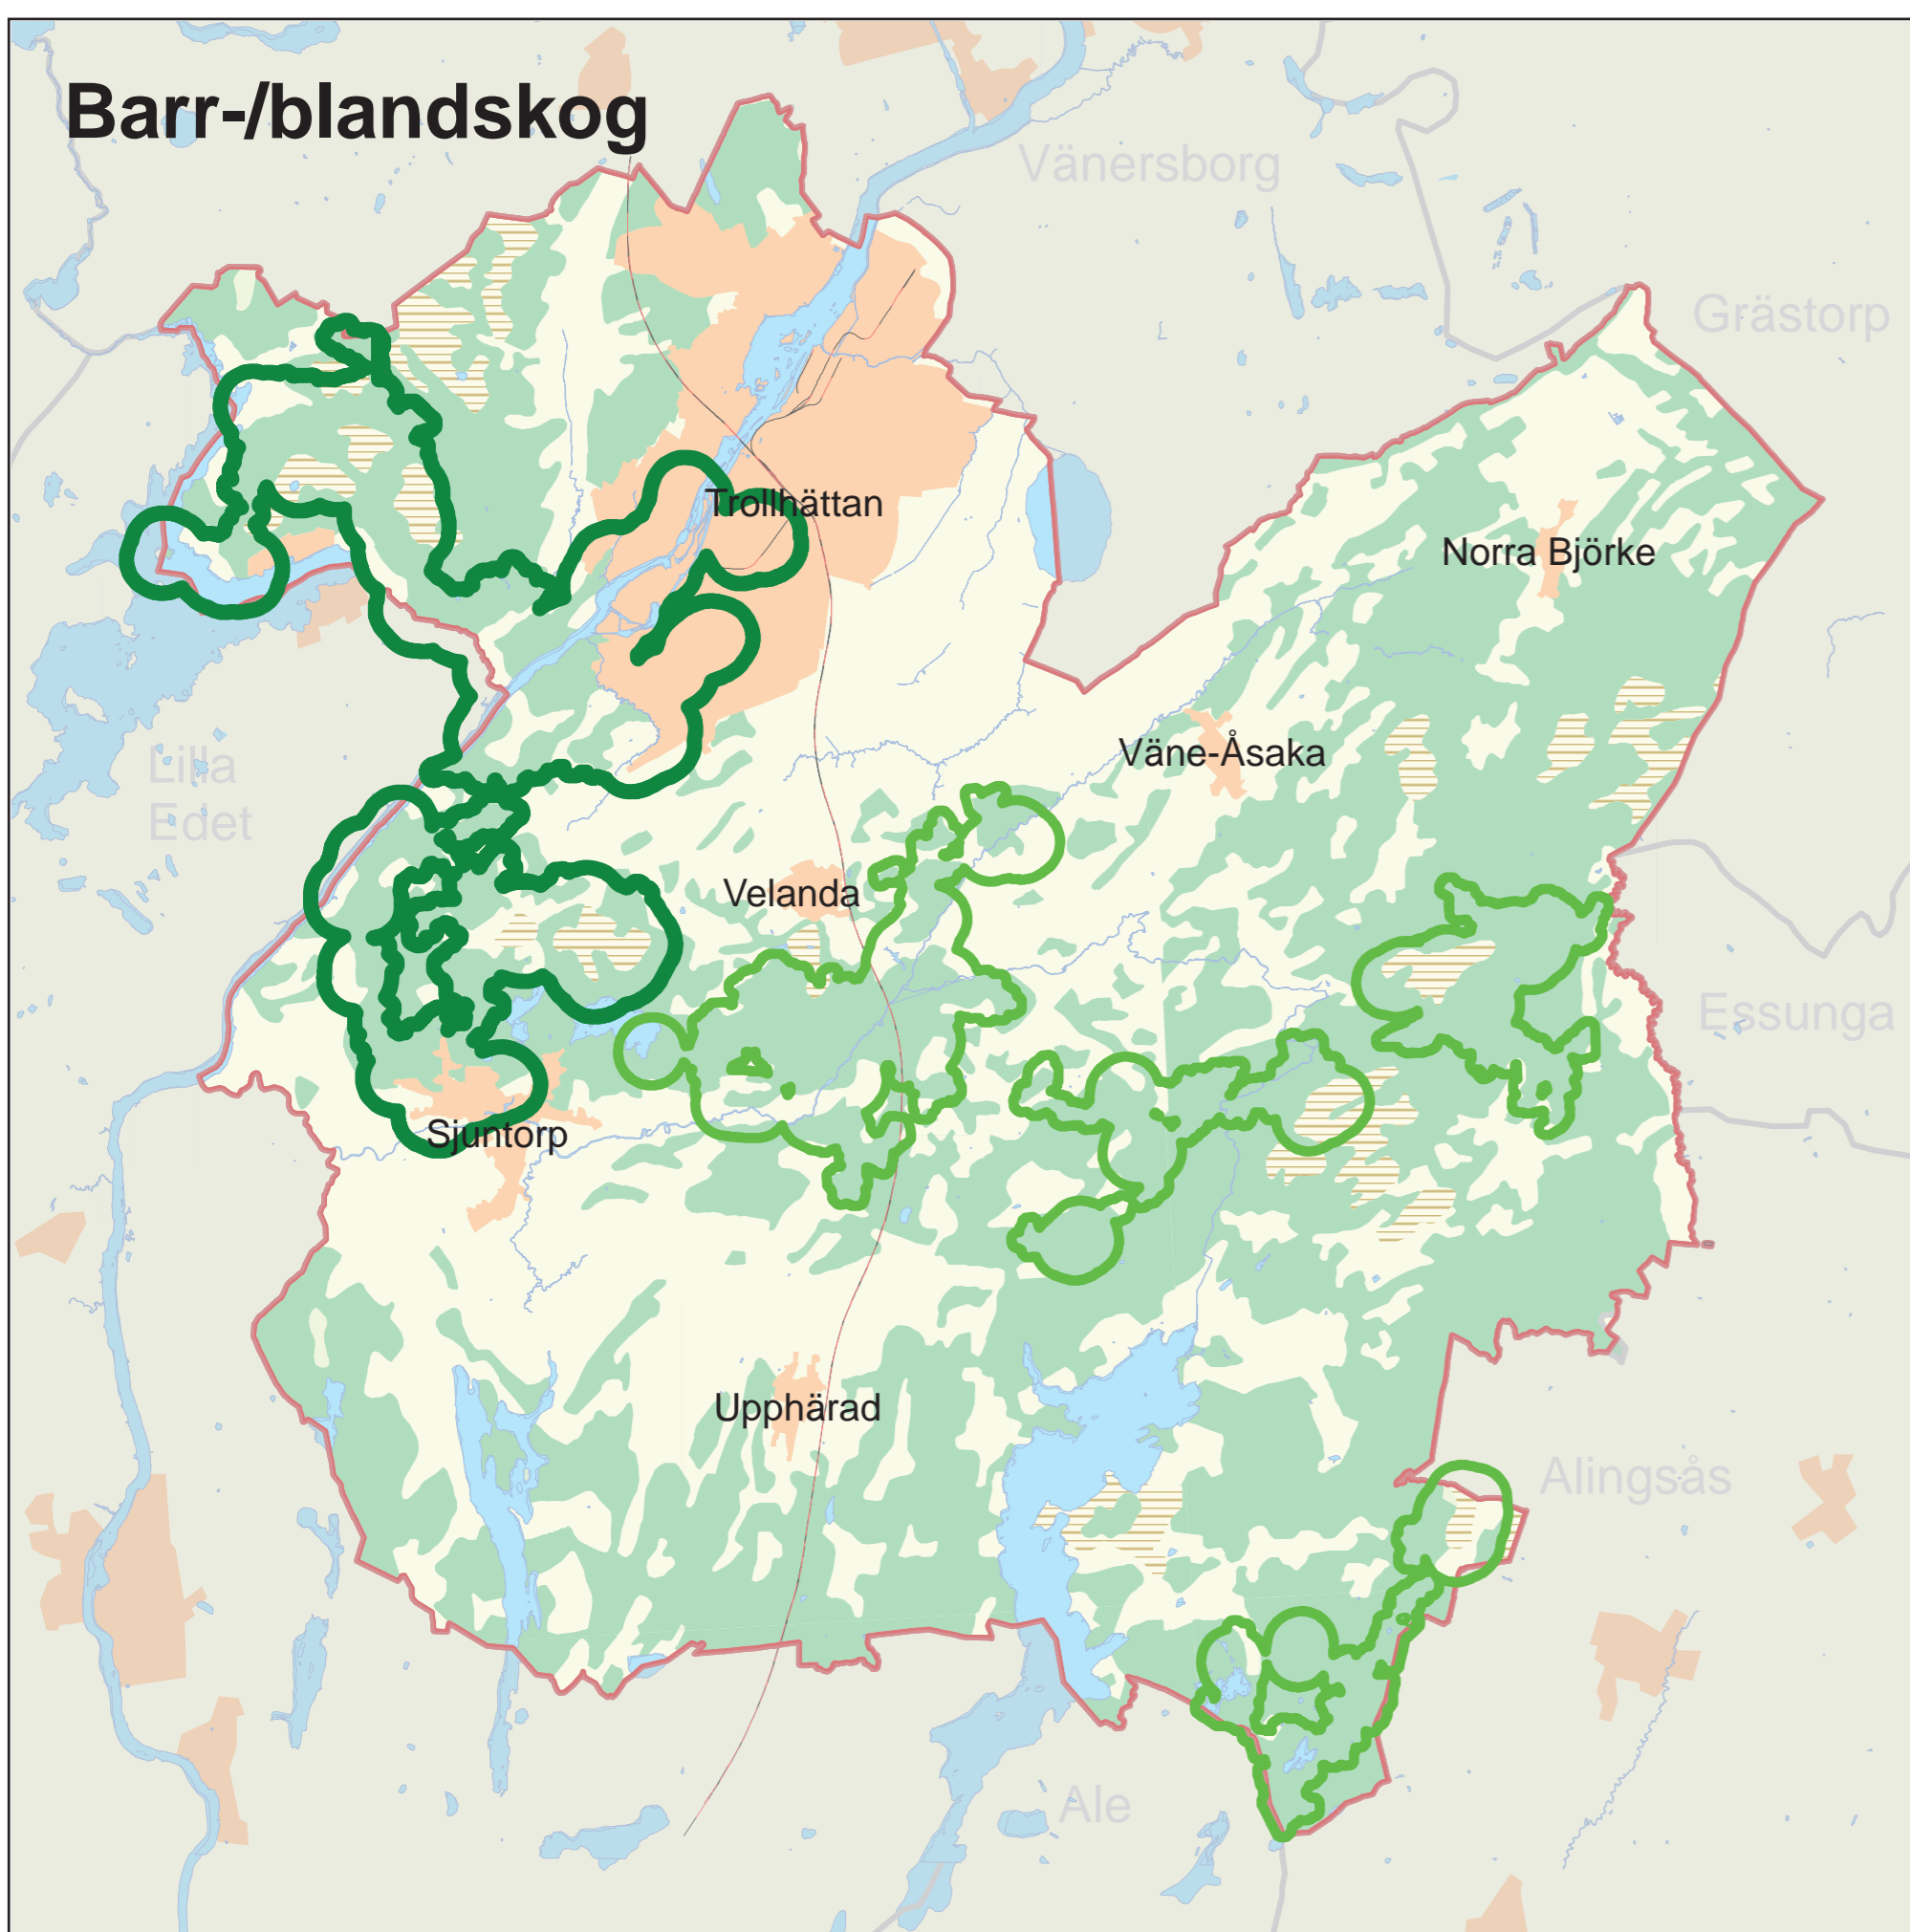 Barr-/blandskog
Vänersborg
Grästorp
Trollhättan
Norra Björke
Väne-Åsaka
Lilla
Edet
Velanda
Essunga
Sjuntorp
Upphärad
Alingsås
Ale